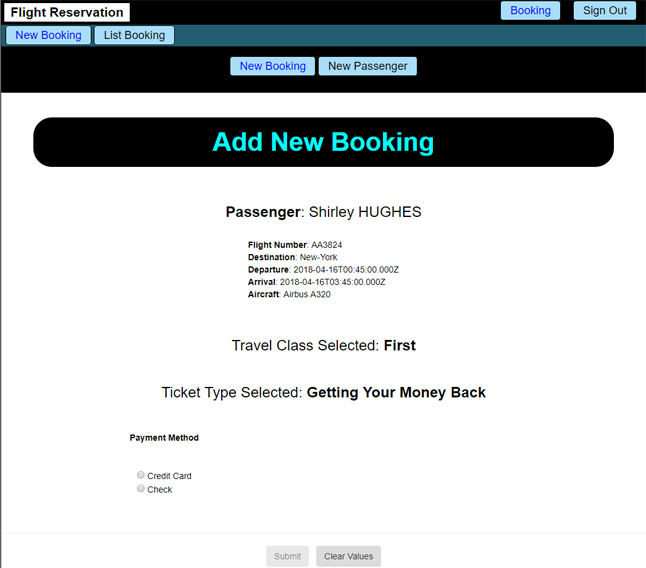 Flight Reservation
Booking
Sign Out
New Booking
List Booking
New Booking
New Passenger
Add New Booking
Passenger: Shirley HUGHES
Flight Number: AA3824
Destination: New-York
Departure: 2018-04-16T00:45:00.000Z
Arrival: 2018-04-16T03:45:00.000Z
Aircraft: Airbus A320
Travel Class Selected: First
Ticket Type Selected: Getting Your Money Back
Payment Method
Credit Card
Check
Submit
Clear Values